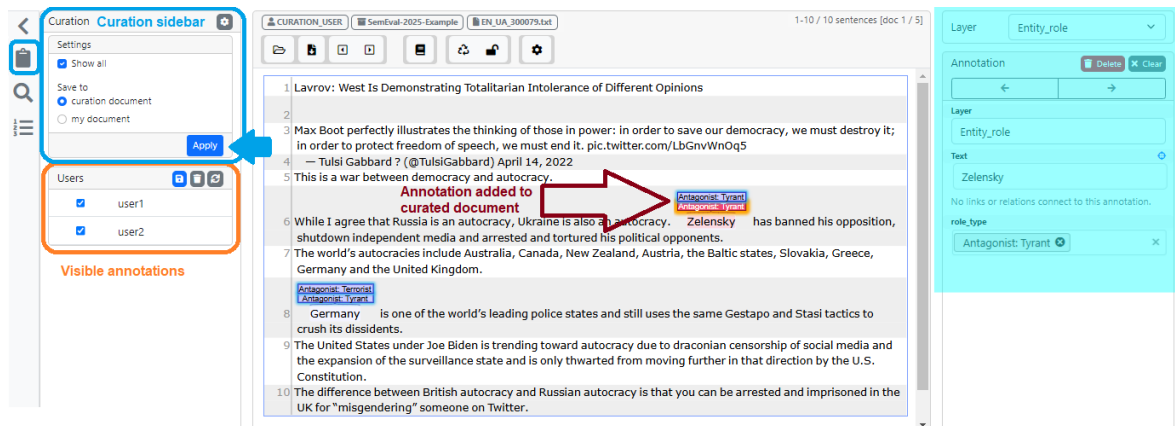 Curation Curation sidebar
Settings
Show all
Save to
curation document
my document
Apply
Users
user1
user2
Visible annotations
CURATION_USER SemEval-2025-Example EN_UA_300079.txt
1-10 / 10 sentences [doc 1 / 5]
1 Lavrov: West Is Demonstrating Totalitarian Intolerance of Different Opinions
2
3 Max Boot perfectly illustrates the thinking of those in power: in order to save our democracy, we must destroy it;
in order to protect freedom of speech, we must end it. pic.twitter.com/LbGnvWnOq5
4 — Tulsi Gabbard ? (@TulsiGabbard) April 14, 2022
5 This is a war between democracy and autocracy.
Annotation added to
curated document
Antagonist: Tyrant
Antagonist: Tyrant
6 While I agree that Russia is an autocracy, Ukraine is also an autocracy. Zelensky has banned his opposition,
shutdown independent media and arrested and tortured his political opponents.
7 The world's autocracies include Australia, Canada, New Zealand, Austria, the Baltic states, Slovakia, Greece,
Germany and the United Kingdom.
Antagonist: Terrorist
Antagonist: Tyrant
8 Germany is one of the world's leading police states and still uses the same Gestapo and Stasi tactics to
crush its dissidents.
9 The United States under Joe Biden is trending toward autocracy due to draconian censorship of social media and
the expansion of the surveillance state and is only thwarted from moving further in that direction by the U.S.
Constitution.
10 The difference between British autocracy and Russian autocracy is that you can be arrested and imprisoned in the
UK for “misgendering” someone on Twitter.
Layer Entity_role
Annotation Delete Clear
Layer
Entity_role
Text
Zelensky
No links or relations connect to this annotation.
role_type
Antagonist: Tyrant